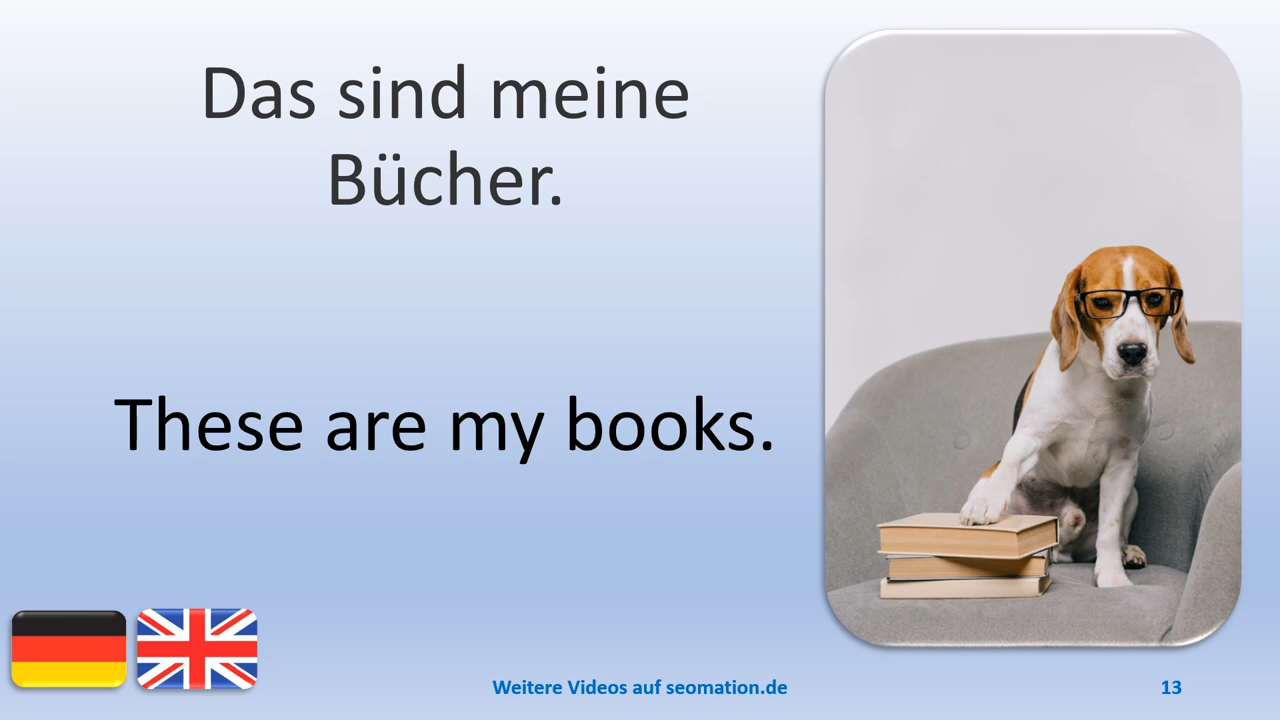 Das sind meine
Bücher.
These are my books.
Weitere Videos auf seomation.de
13